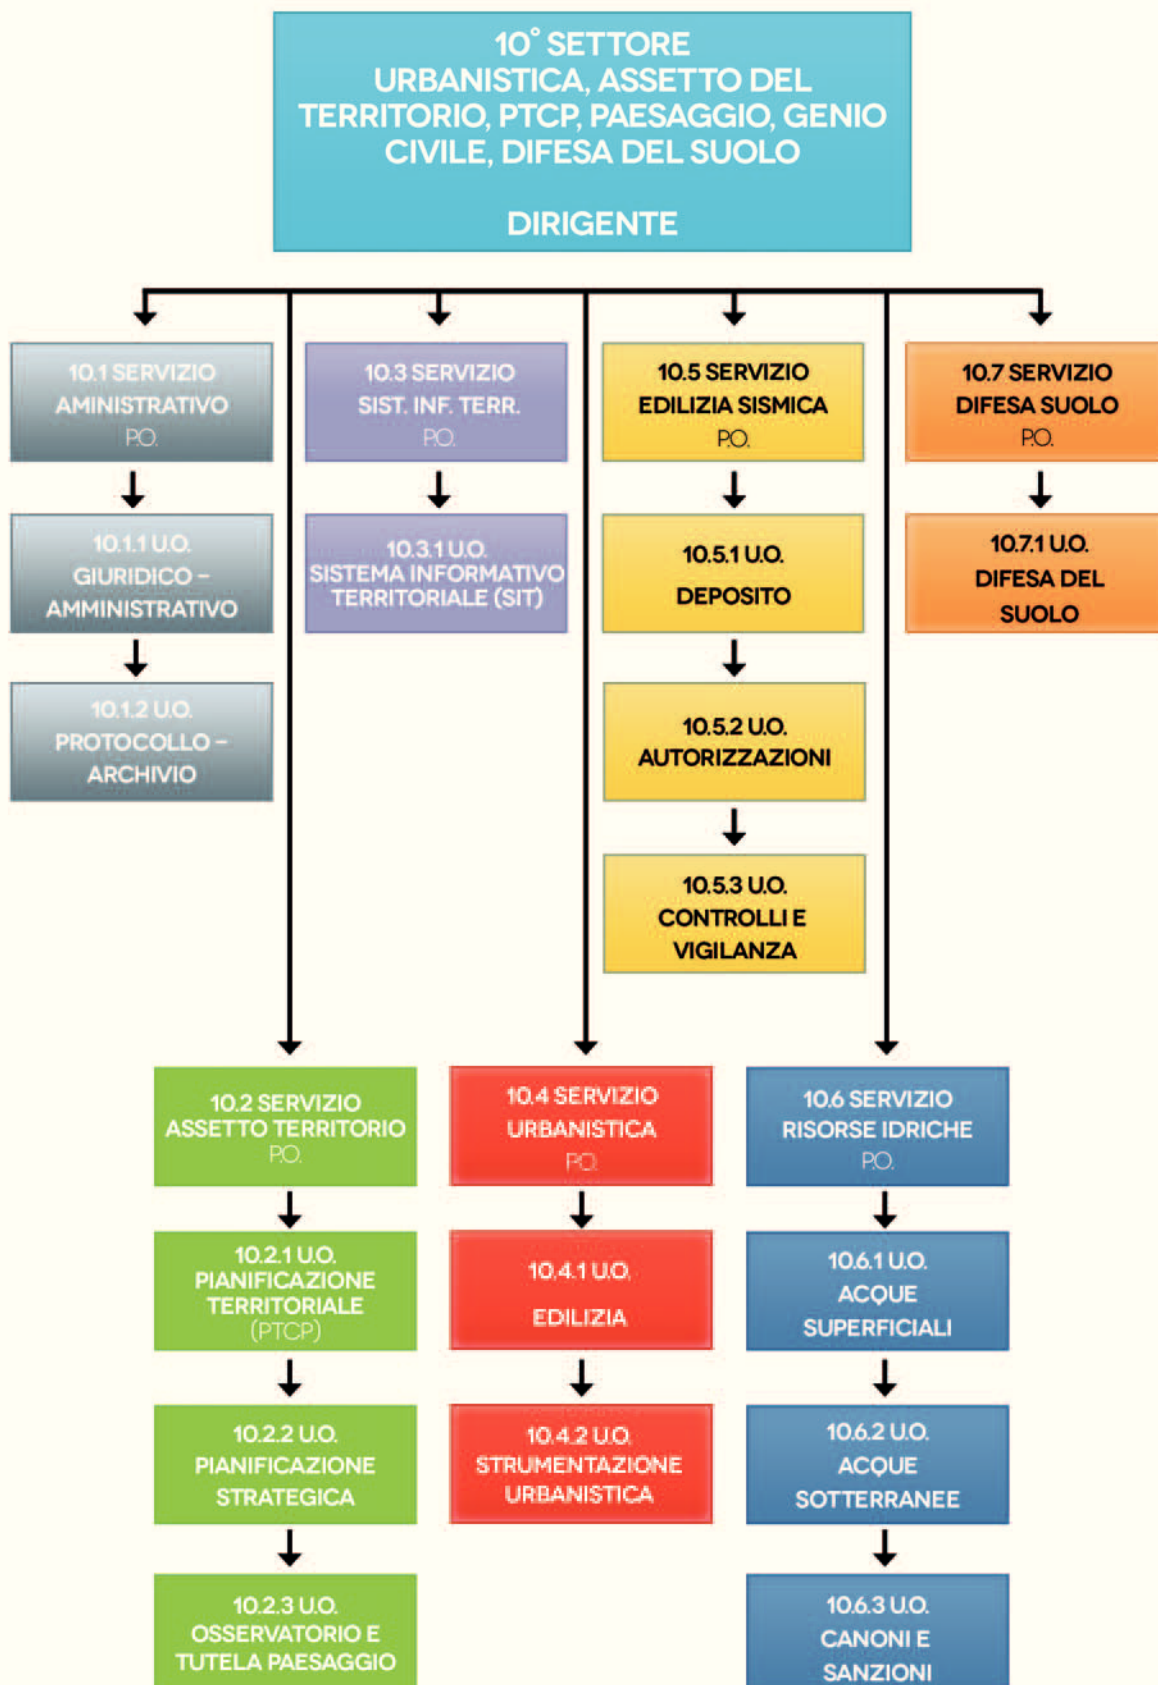 10° SETTORE
URBANISTICA, ASSETTO DEL
TERRITORIO, PTCP, PAESAGGIO, GENIO
CIVILE, DIFESA DEL SUOLO
DIRIGENTE
10.1 SERVIZIO
AMINISTRATIVO
P.O.
10.1.1 U.O.
GIURIDICO –
AMMINISTRATIVO
10.1.2 U.O.
PROTOCOLLO –
ARCHIVIO
10.3 SERVIZIO
SIST. INF. TERR.
P.O.
10.3.1 U.O.
SISTEMA INFORMATIVO
TERRITORIALE (SIT)
10.5 SERVIZIO
EDILIZIA SISMICA
P.O.
10.5.1 U.O.
DEPOSITO
10.5.2 U.O.
AUTORIZZAZIONI
10.5.3 U.O.
CONTROLLI E
VIGILANZA
10.7 SERVIZIO
DIFESA SUOLO
P.O.
10.7.1 U.O.
DIFESA DEL
SUOLO
10.2 SERVIZIO
ASSETTO TERRITORIO
P.O.
10.2.1 U.O.
PIANIFICAZIONE
TERRITORIALE
(PTCP)
10.2.2 U.O.
PIANIFICAZIONE
STRATEGICA
10.2.3 U.O.
OSSERVATORIO E
TUTELA PAESAGGIO
10.4 SERVIZIO
URBANISTICA
P.O.
10.4.1 U.O.
EDILIZIA
10.4.2 U.O.
STRUMENTAZIONE
URBANISTICA
10.6 SERVIZIO
RISORSE IDRICHE
P.O.
10.6.1 U.O.
ACQUE
SUPERFICIALI
10.6.2 U.O.
ACQUE
SOTTERRANEE
10.6.3 U.O.
CANONI E
SANZIONI